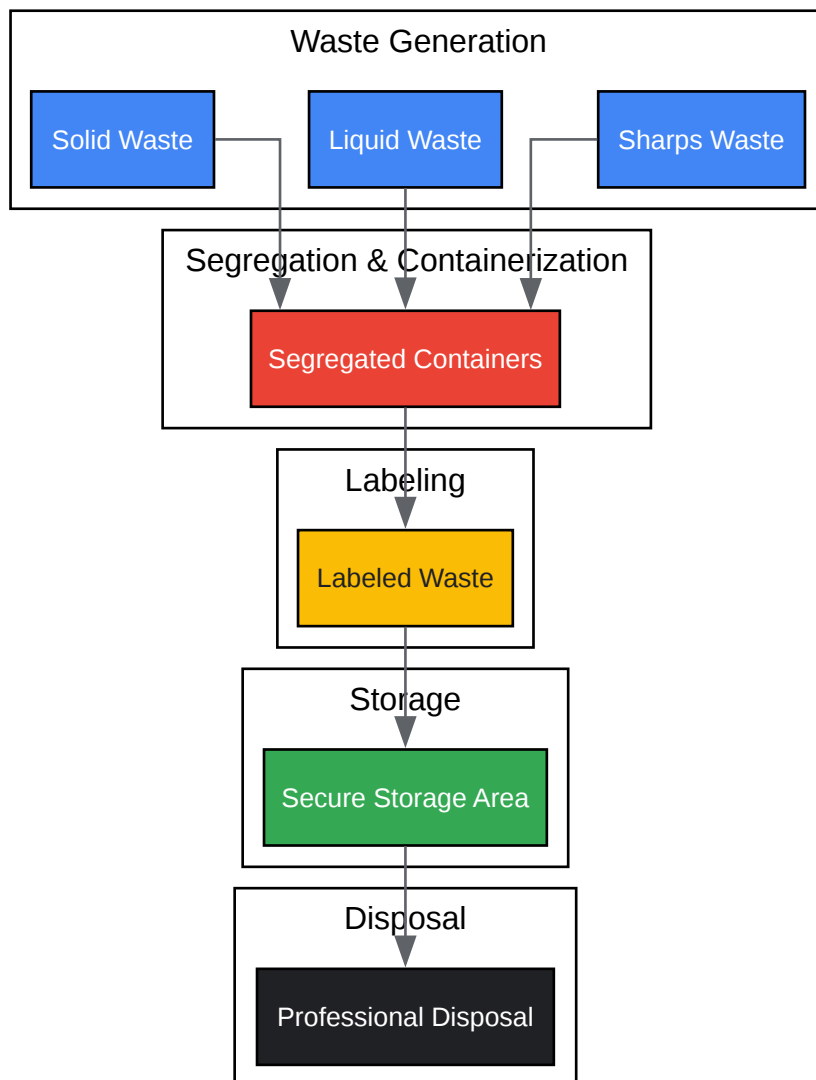 Waste Generation
Solid Waste
Liquid Waste
Sharps Waste
Segregation & Containerization
Segregated Containers
Labeling
Labeled Waste
Storage
Secure Storage Area
Disposal
Professional Disposal